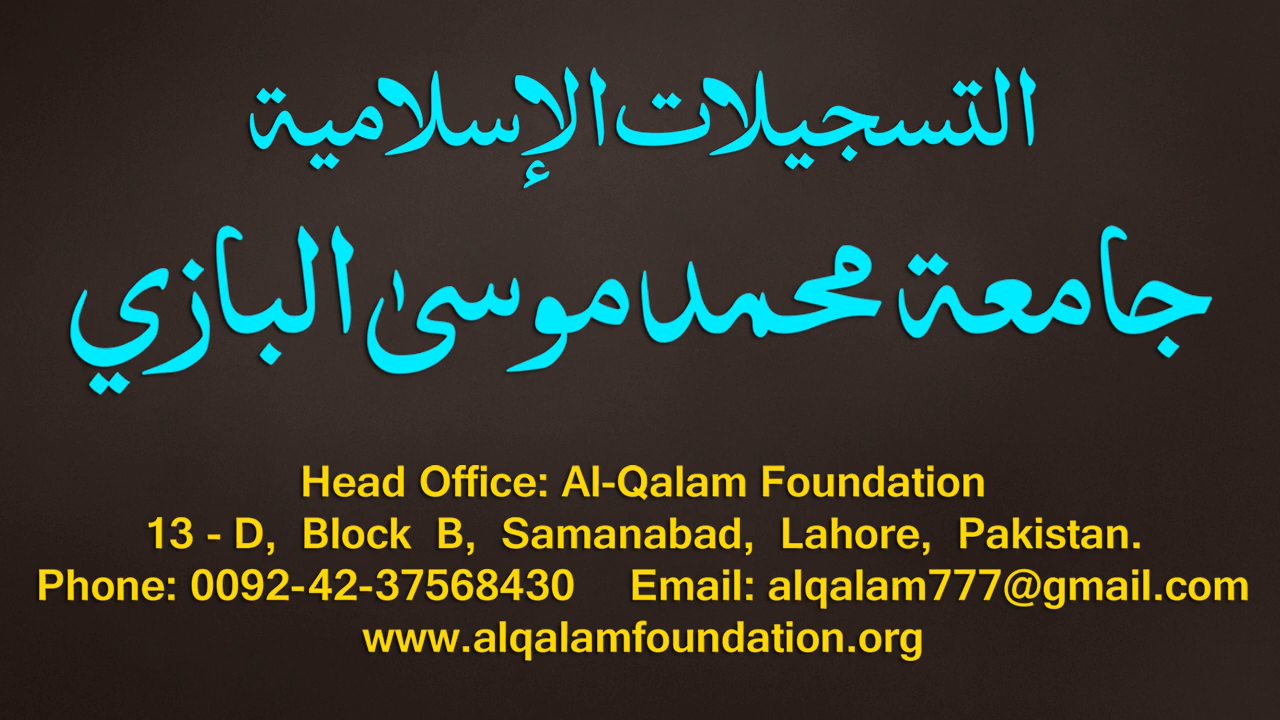 التسجيلات الإسلامية
جامعة محمد موسىٰ البازي
Head Office: Al-Qalam Foundation
13 - D, Block B, Samanabad, Lahore, Pakistan.
Phone: 0092-42-37568430 Email: alqalam777@gmail.com
www.alqalamfoundation.org